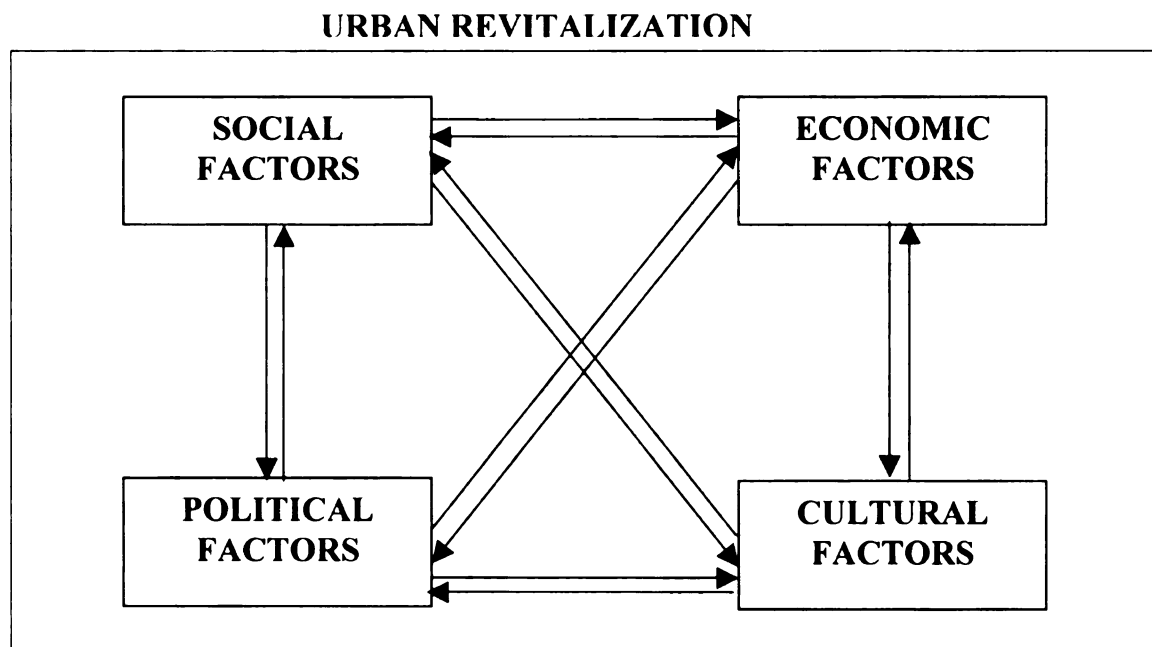 URBAN REVITALIZATION
SOCIAL
FACTORS
ECONOMIC
FACTORS
POLITICAL
FACTORS
CULTURAL
FACTORS